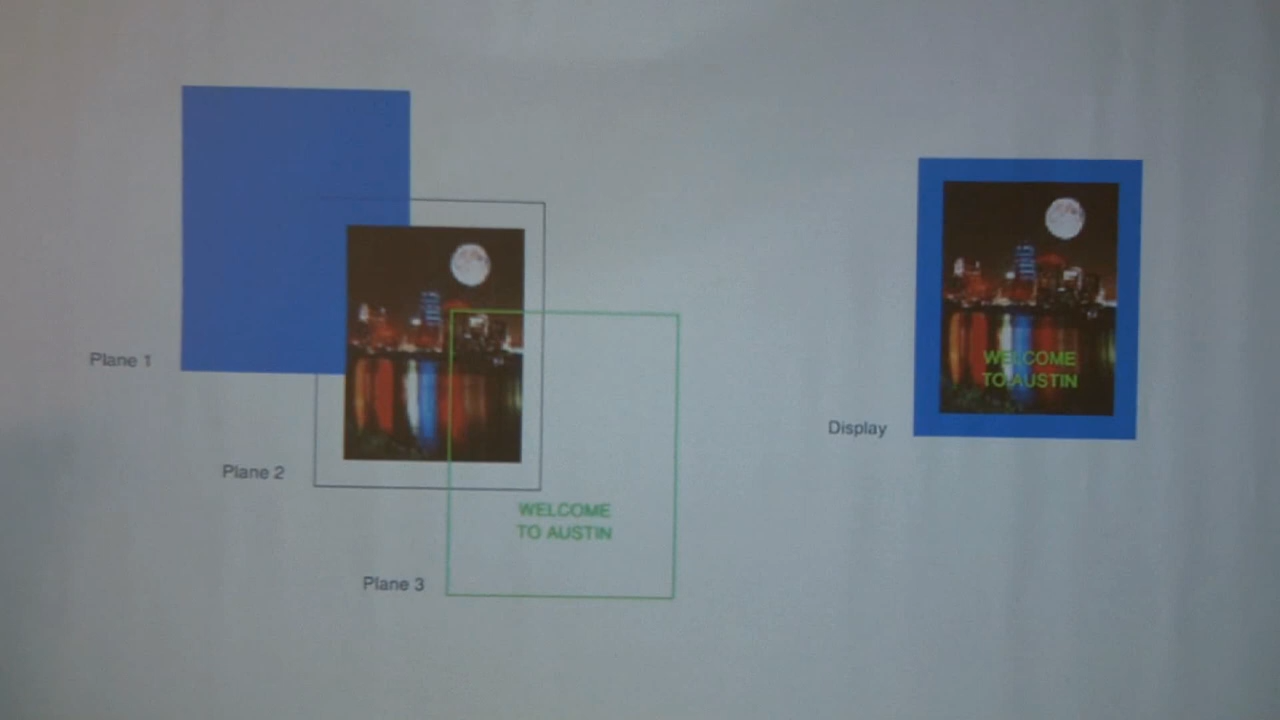 Plane 1
Plane 2
WELCOME
TO AUSTIN
Plane 3
WELCOME
TO AUSTIN
Display